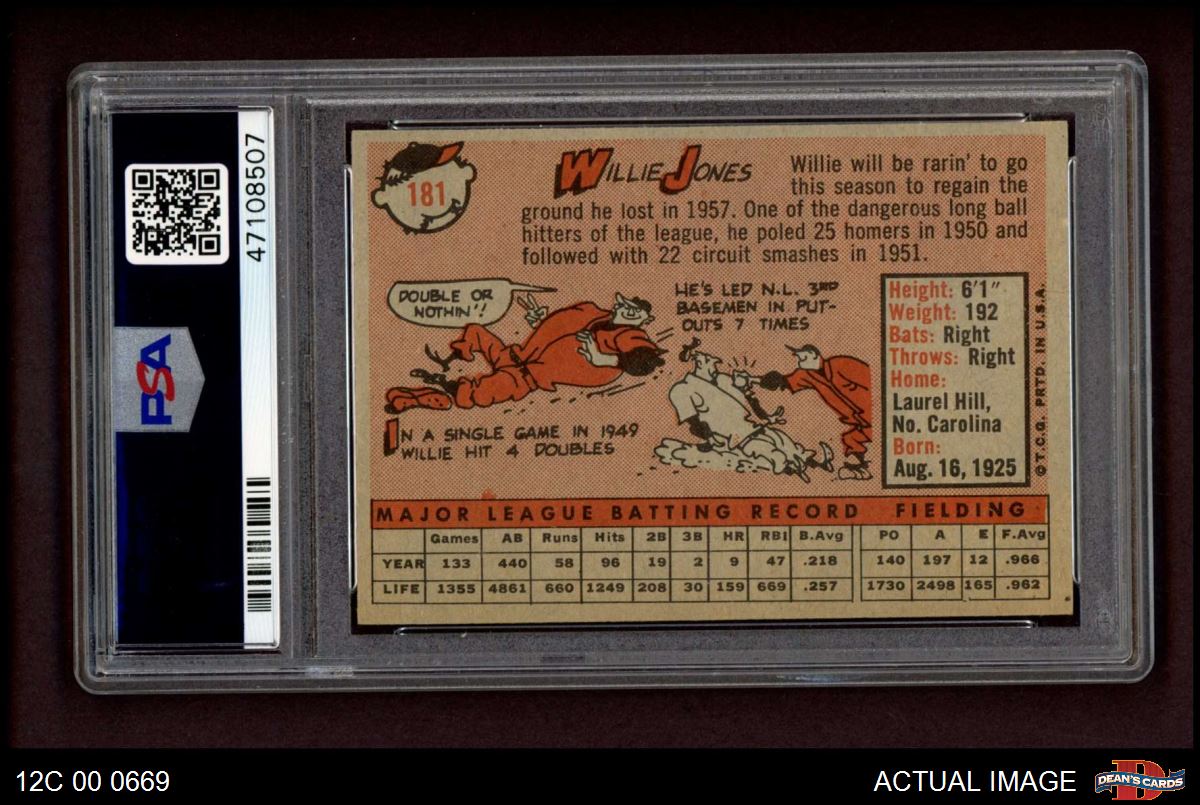 47108507
PSA
181
WILLIE JONES
Willie will be rarin' to go
this season to regain the
ground he lost in 1957. One of the dangerous long ball
hitters of the league, he poled 25 homers in 1950 and
followed with 22 circuit smashes in 1951.
DOUBLE OR
NOTHIN'!
IN A SINGLE GAME IN 1949
WILLIE HIT 4 DOUBLES
HE'S LED N.L. 3RD
BASEMEN IN PUT-
OUTS 7 TIMES
Height: 6'1"
Weight: 192
Bats: Right
Throws: Right
Home:
Laurel Hill,
No. Carolina
Born:
Aug. 16, 1925
© T.C.G. PRTD. IN U.S.A.
MAJOR LEAGUE BATTING RECORD FIELDING
Games AB Runs Hits 2B 3B HR RBI B.Avg PO A E F.Avg
YEAR 133 440 58 96 19 2 9 47 .218 140 197 12 .966
LIFE 1355 4861 660 1249 208 30 159 669 .257 1730 2498 165 .962
12C 00 0669
ACTUAL IMAGE
DEAN'S CARDS